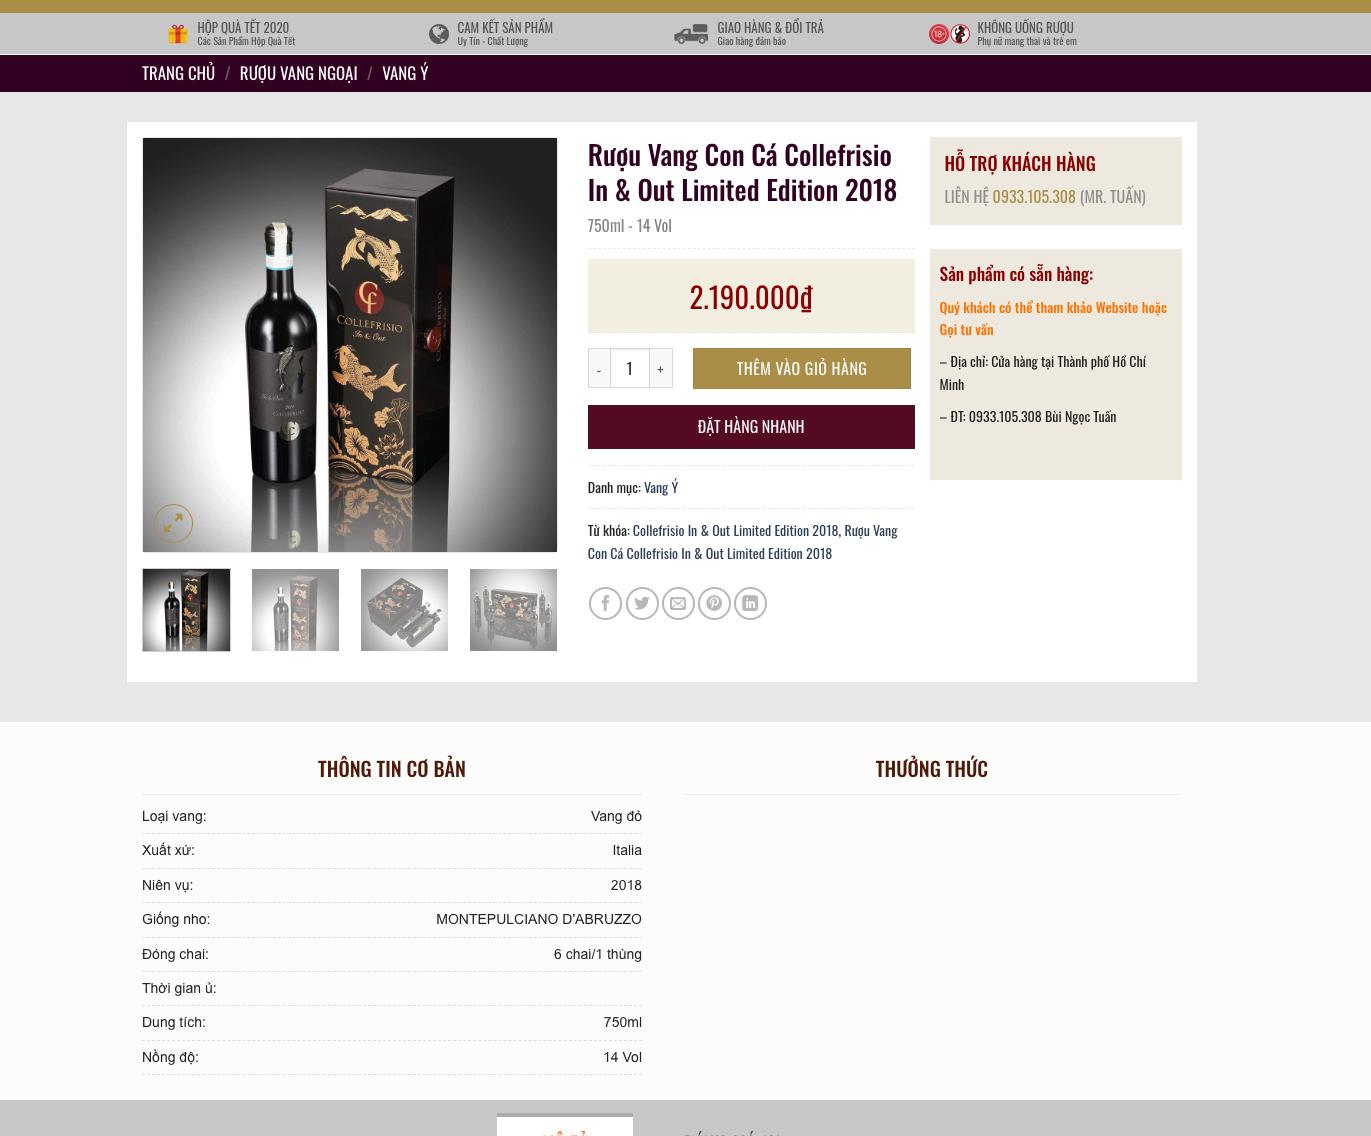 HỘP QUÀ TẾT 2020
Các Sản Phẩm Hộp Quà Tết
CAM KẾT SẢN PHẨM
Uy Tín - Chất Lượng
GIAO HÀNG & ĐỔI TRẢ
Giao hàng đảm bảo
18+
KHÔNG UỐNG RƯỢU
Phụ nữ mang thai và trẻ em
TRANG CHỦ / RƯỢU VANG NGOẠI / VANG Ý
CF
COLLEFRISIO
In & Out
COLLEFRISIO
Rượu Vang Con Cá Collefrisio
In & Out Limited Edition 2018
750ml - 14 Vol
2.190.000₫
- 1 +
THÊM VÀO GIỎ HÀNG
ĐẶT HÀNG NHANH
Danh mục: Vang Ý
Từ khóa: Collefrisio In & Out Limited Edition 2018, Rượu Vang
Con Cá Collefrisio In & Out Limited Edition 2018
HỖ TRỢ KHÁCH HÀNG
LIÊN HỆ 0933.105.308 (MR. TUẤN)
Sản phẩm có sẵn hàng:
Quý khách có thể tham khảo Website hoặc
Gọi tư vấn
– Địa chỉ: Cửa hàng tại Thành phố Hồ Chí
Minh
– ĐT: 0933.105.308 Bùi Ngọc Tuấn
THÔNG TIN CƠ BẢN
Loại vang: Vang đỏ
Xuất xứ: Italia
Niên vụ: 2018
Giống nho: MONTEPULCIANO D'ABRUZZO
Đóng chai: 6 chai/1 thùng
Thời gian ủ:
Dung tích: 750ml
Nồng độ: 14 Vol
THƯỞNG THỨC